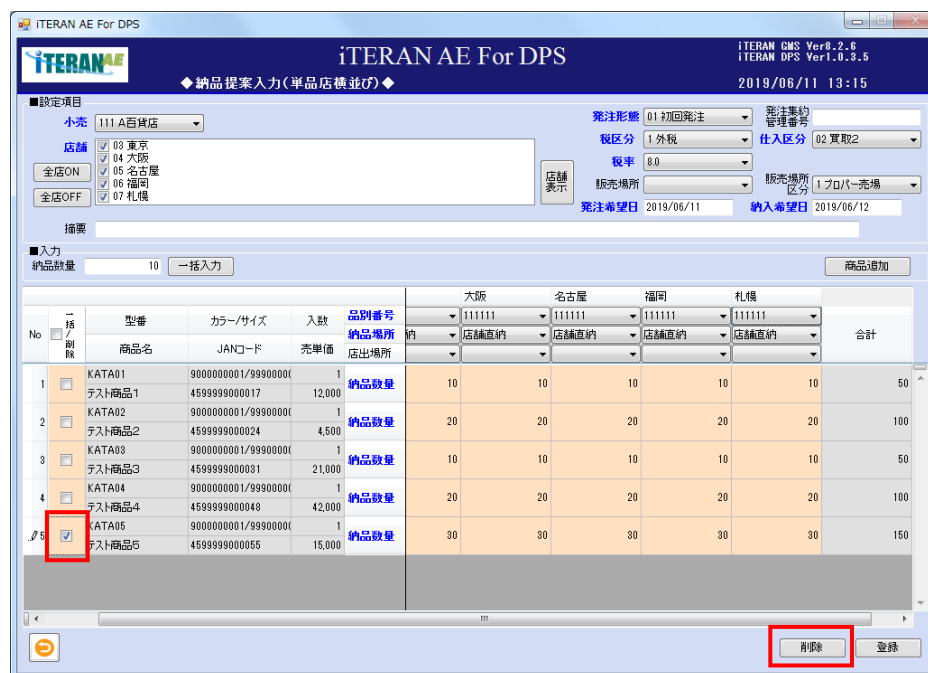 iTERAN AE For DPS
iTERAN AE
iTERAN AE For DPS
iTERAN GMS Ver8.2.6
iTERAN DPS Ver1.0.3.5
◆納品提案入力(単品店横並び)◆
2019/06/11 13:15
■設定項目
小売 111 A百貨店
発注形態 01 初回発注 発注集約管理番号
店舗 03 東京
04 大阪
05 名古屋
06 福岡
07 札幌
全店ON
全店OFF
店舗表示
税区分 1 外税 仕入区分 02 買取2
税率 8.0
販売場所 販売場所区分 1 プロパー売場
発注希望日 2019/06/11 納入希望日 2019/06/12
摘要
■入力
納品数量 10 一括入力 商品追加
大阪 名古屋 福岡 札幌
No 一括/削除 型番 カラー/サイズ 入数 品別番号 111111 111111 111111 111111 合計
納品場所 納 店舗直納 店舗直納 店舗直納 店舗直納
商品名 JANコード 売単価 店出場所
1 KATA01 9000000001/9990000( 1 納品数量 10 10 10 10 10 50
テスト商品1 4599999000017 12,000
2 KATA02 9000000001/9990000( 1 納品数量 20 20 20 20 20 100
テスト商品2 4599999000024 4,500
3 KATA03 9000000001/9990000( 1 納品数量 10 10 10 10 10 50
テスト商品3 4599999000031 21,000
4 KATA04 9000000001/9990000( 1 納品数量 20 20 20 20 20 100
テスト商品4 4599999000048 42,000
5 KATA05 9000000001/9990000( 1 納品数量 30 30 30 30 30 150
テスト商品5 4599999000055 15,000
削除 登録